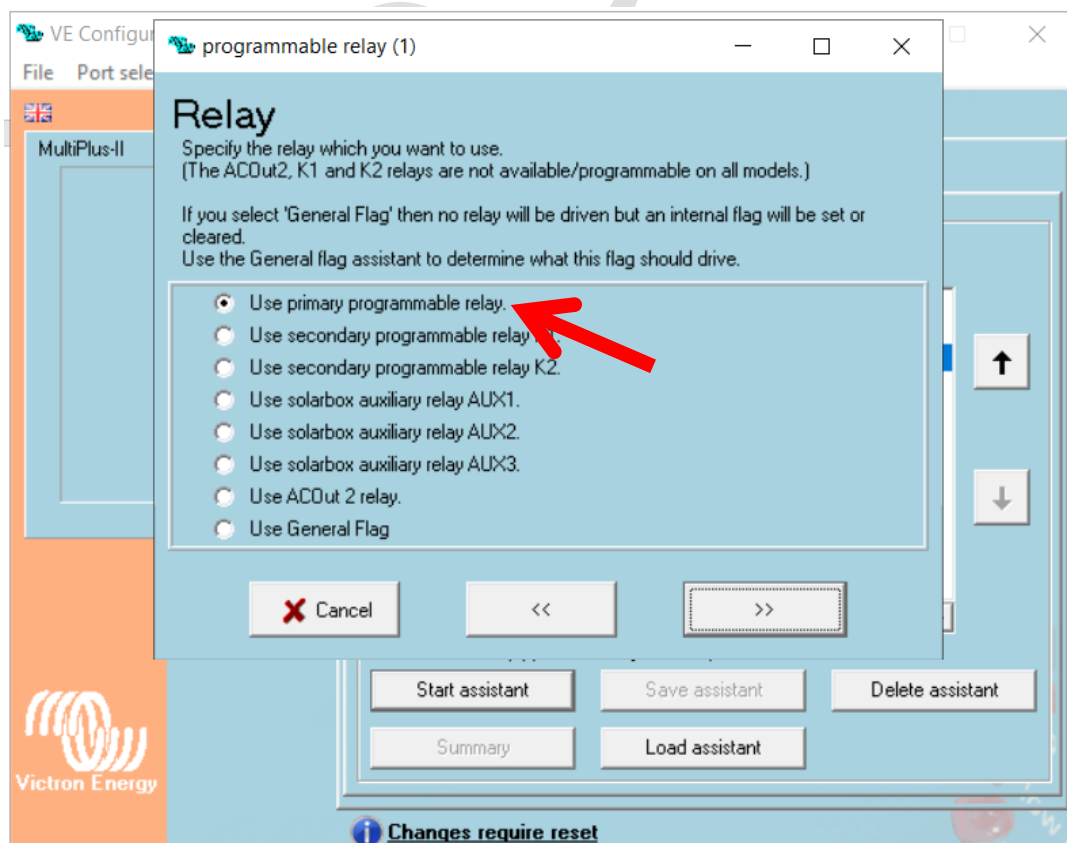 VE Configur
programmable relay (1)
File Port sele
Relay
MultiPlus-II
Specify the relay which you want to use.
(The ACOut2, K1 and K2 relays are not available/programmable on all models.)
If you select 'General Flag' then no relay will be driven but an internal flag will be set or
cleared.
Use the General flag assistant to determine what this flag should drive.
Use primary programmable relay.
Use secondary programmable relay
Use secondary programmable relay K2.
Use solarbox auxiliary relay AUX1.
Use solarbox auxiliary relay AUX2.
Use solarbox auxiliary relay AUX3.
Use ACOut 2 relay.
Use General Flag
Cancel << >>
Start assistant Save assistant Delete assistant
Summary Load assistant
Victron Energy
Changes require reset